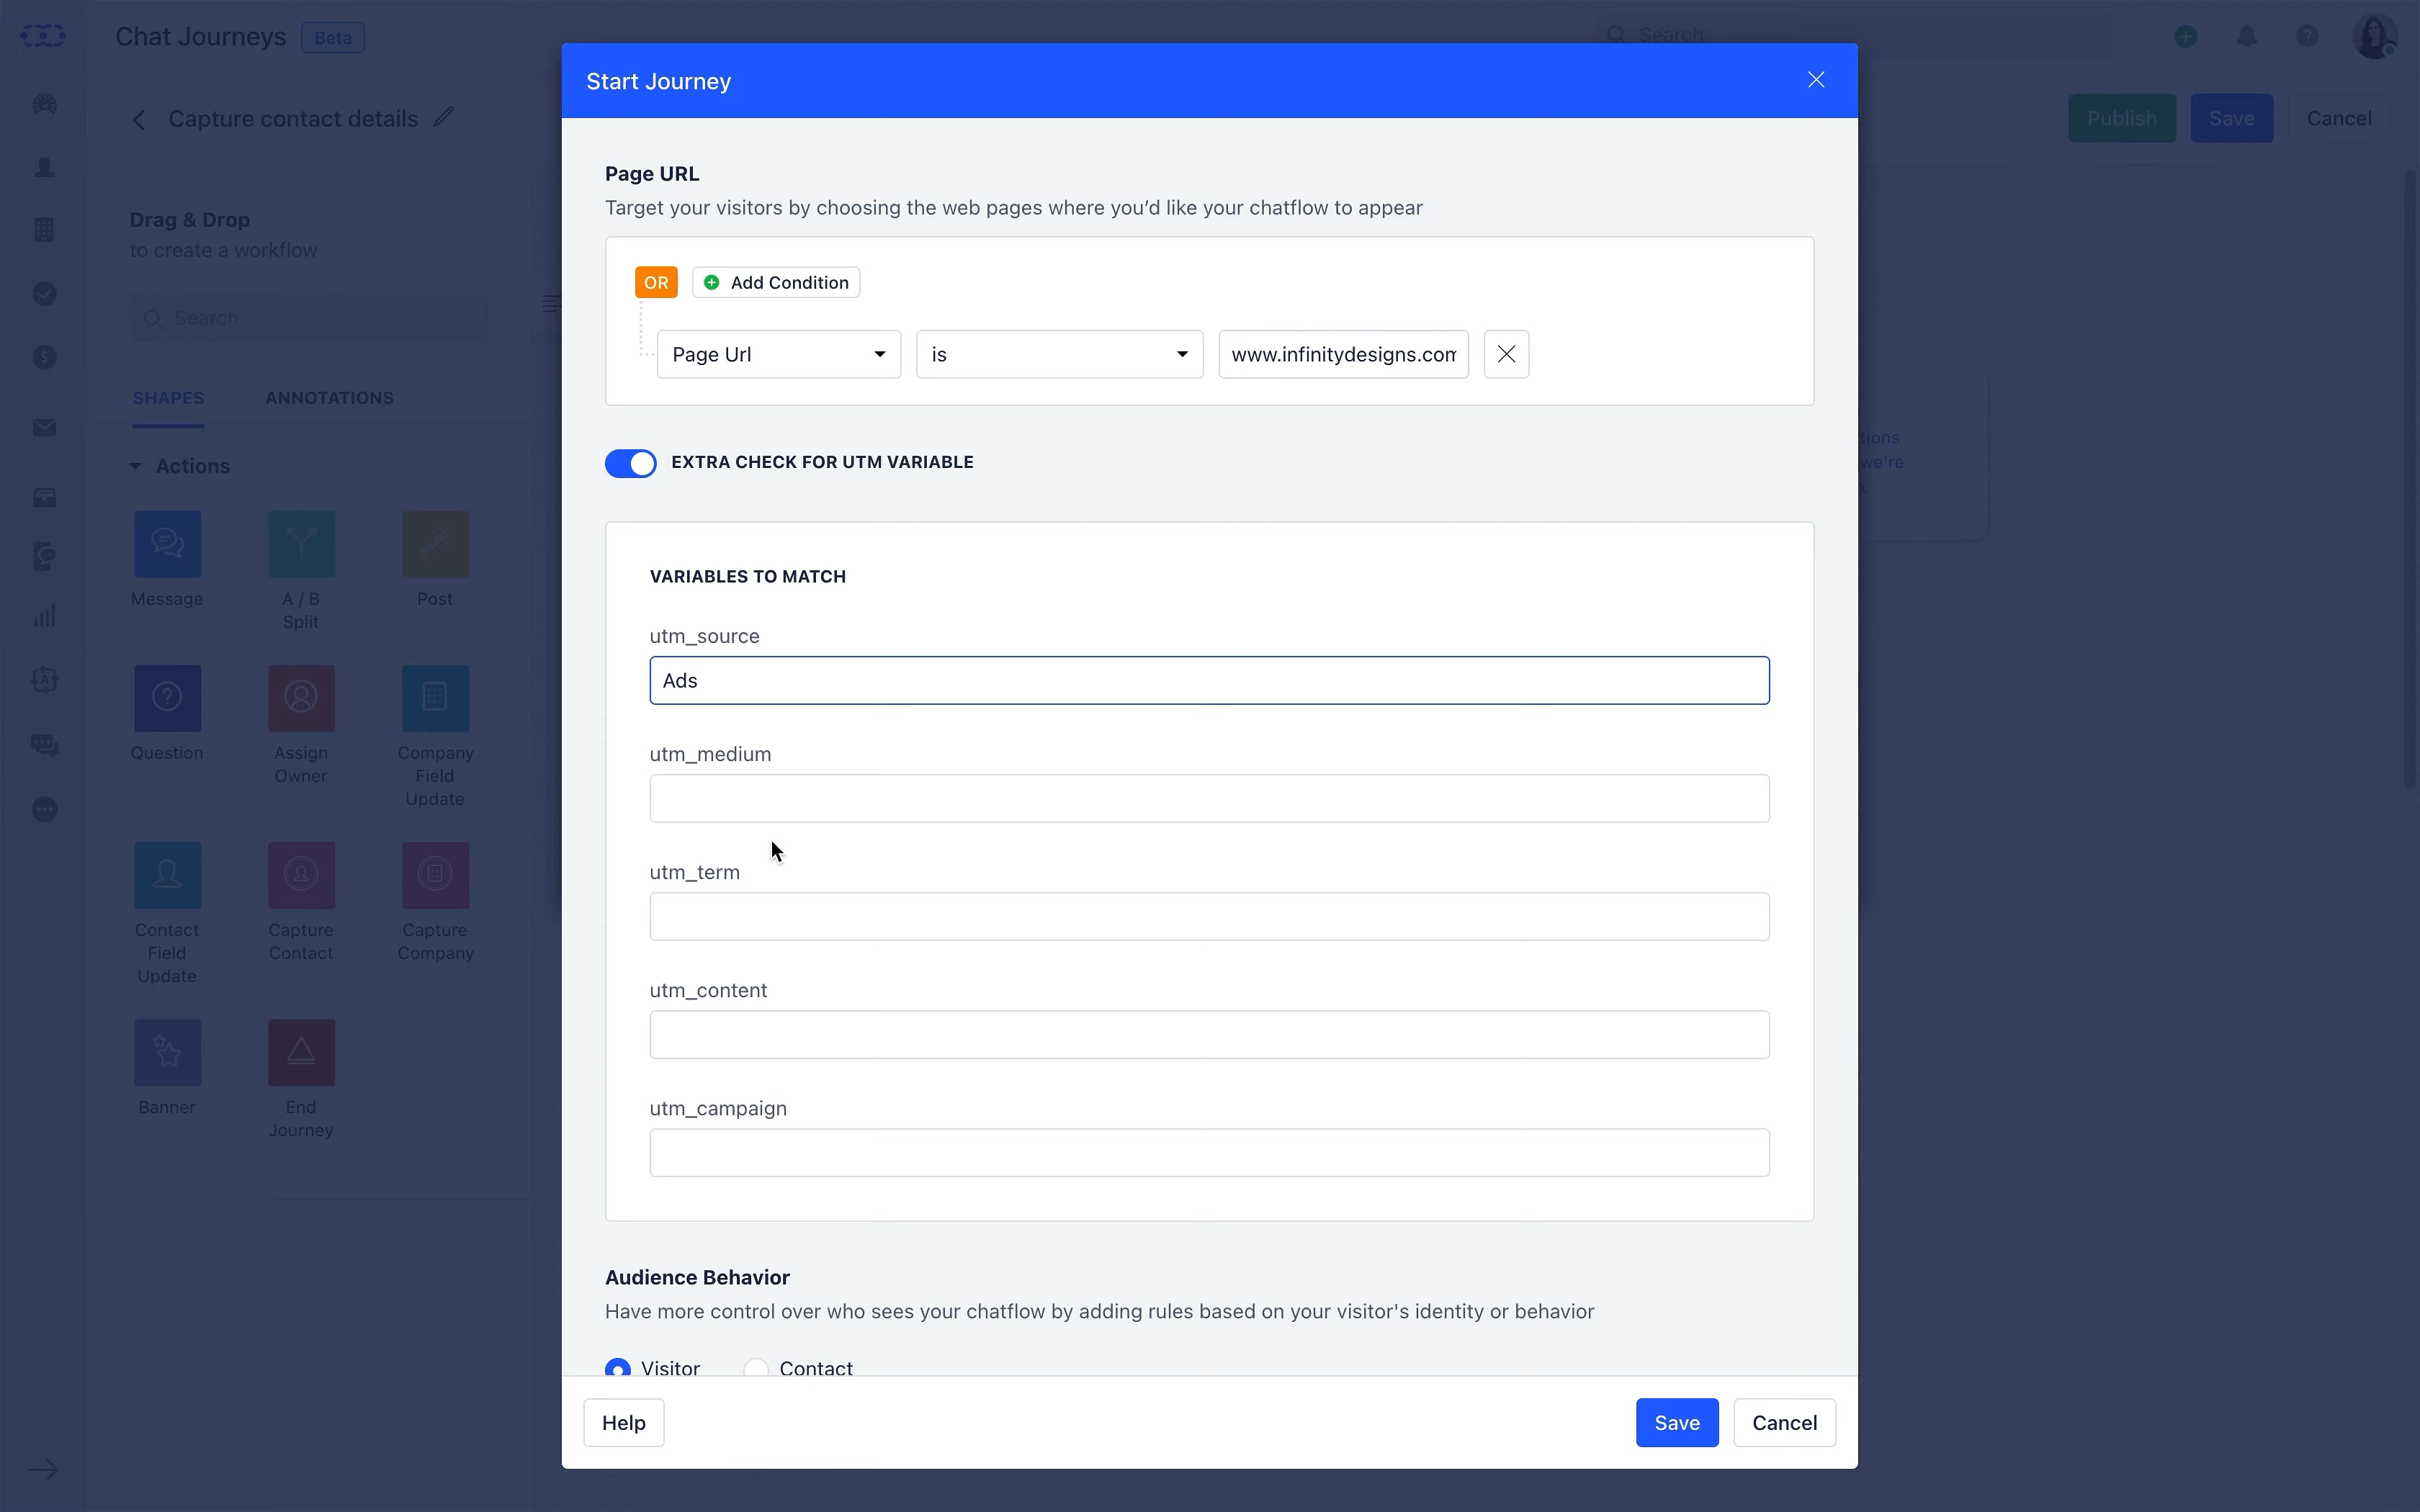 Chat Journeys
Beta
Search
Capture contact details
Publish
Save
Cancel
Drag & Drop
to create a workflow
Search
SHAPES
ANNOTATIONS
Actions
Message
A / B
Split
Post
Question
Assign
Owner
Company
Field
Update
Contact
Field
Update
Capture
Contact
Capture
Company
Banner
End
Journey
Start Journey
Page URL
Target your visitors by choosing the web pages where you’d like your chatflow to appear
OR
Add Condition
Page Url
is
www.infinitydesigns.com
EXTRA CHECK FOR UTM VARIABLE
VARIABLES TO MATCH
utm_source
Ads
utm_medium
utm_term
utm_content
utm_campaign
Audience Behavior
Have more control over who sees your chatflow by adding rules based on your visitor's identity or behavior
Visitor
Contact
Help
Save
Cancel
we're